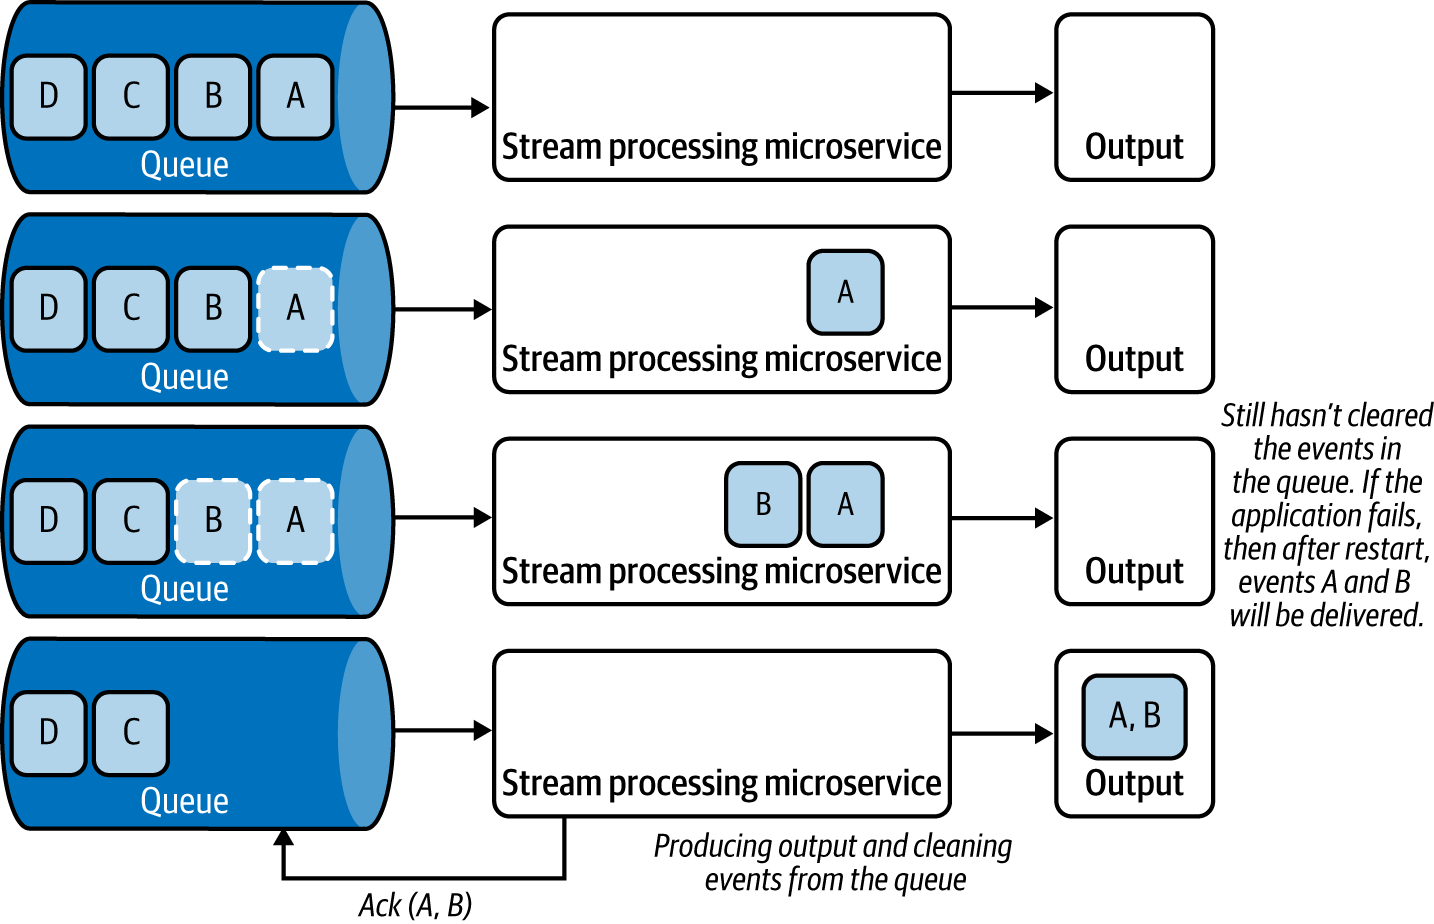 D C B A
Queue
Stream processing microservice
Output
D C B A
Queue
A
Stream processing microservice
Output
D C B A
Queue
B A
Stream processing microservice
Output
Still hasn’t cleared
the events in
the queue. If the
application fails,
then after restart,
events A and B
will be delivered.
D C
Queue
Stream processing microservice
A, B
Output
Producing output and cleaning
events from the queue
Ack (A, B)